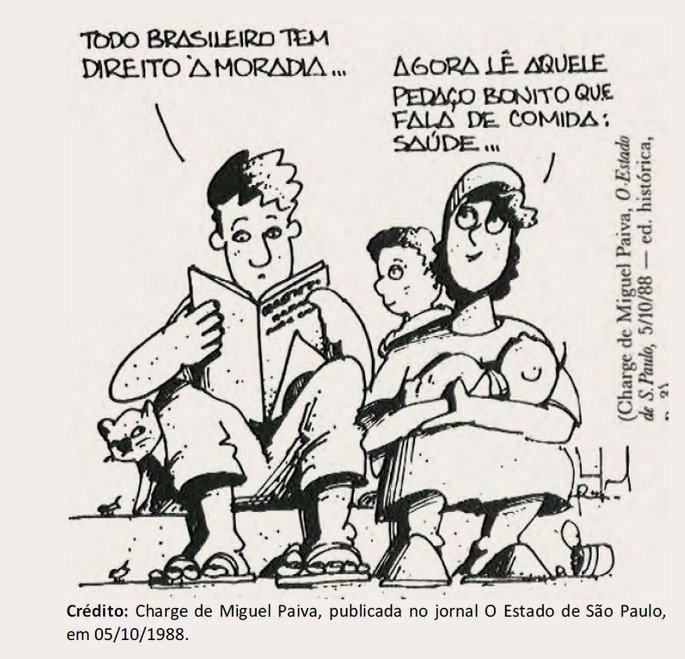 TODO BRASILEIRO TEM
DIREITO À MORADIA...
AGORA LÊ AQUELE
PEDAÇO BONITO QUE
FALA DE COMIDA;
SAÚDE...
(Charge de Miguel Paiva, O Estado
de S. Paulo, 5/10/88 — ed. histórica,
Crédito: Charge de Miguel Paiva, publicada no jornal O Estado de São Paulo,
em 05/10/1988.